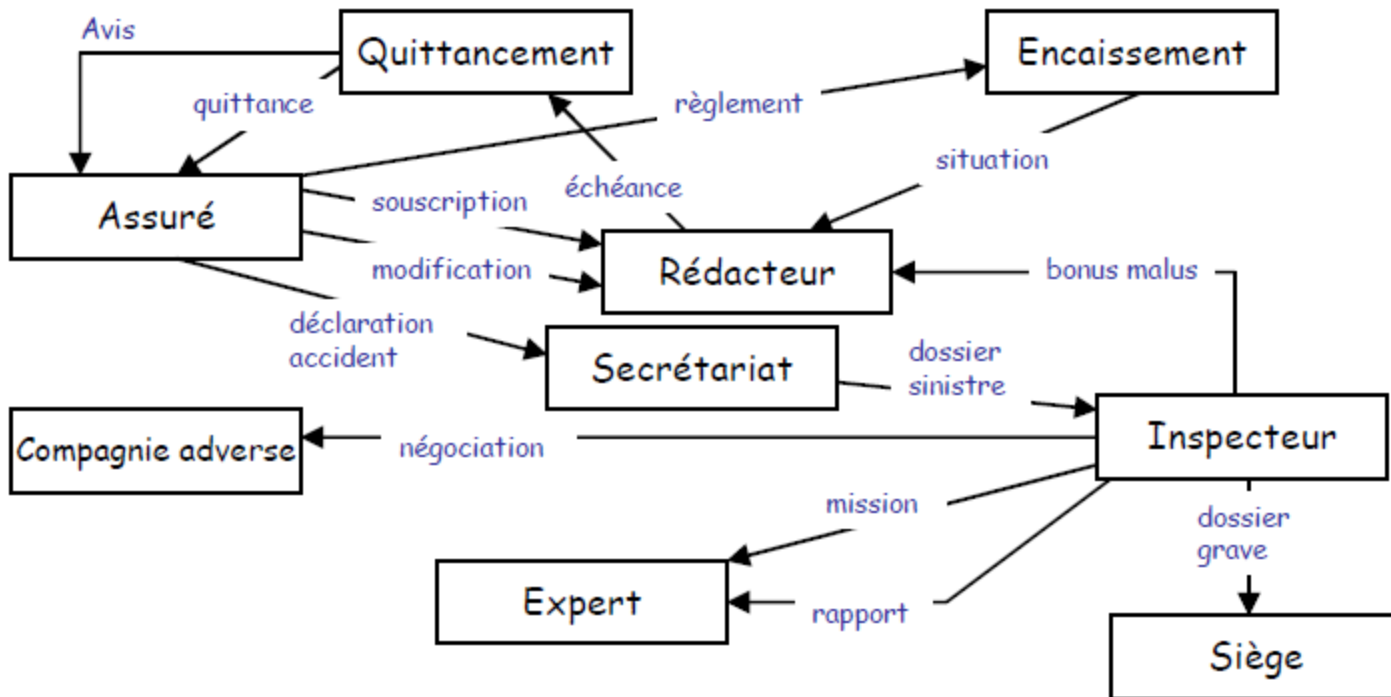 Avis
Quittancement
Encaissement
quittance
règlement
situation
Assuré
souscription
échéance
modification
Rédacteur
bonus malus
déclaration
accident
Secrétariat
dossier
sinistre
Compagnie adverse
négociation
Inspecteur
mission
dossier
grave
Expert
rapport
Siège